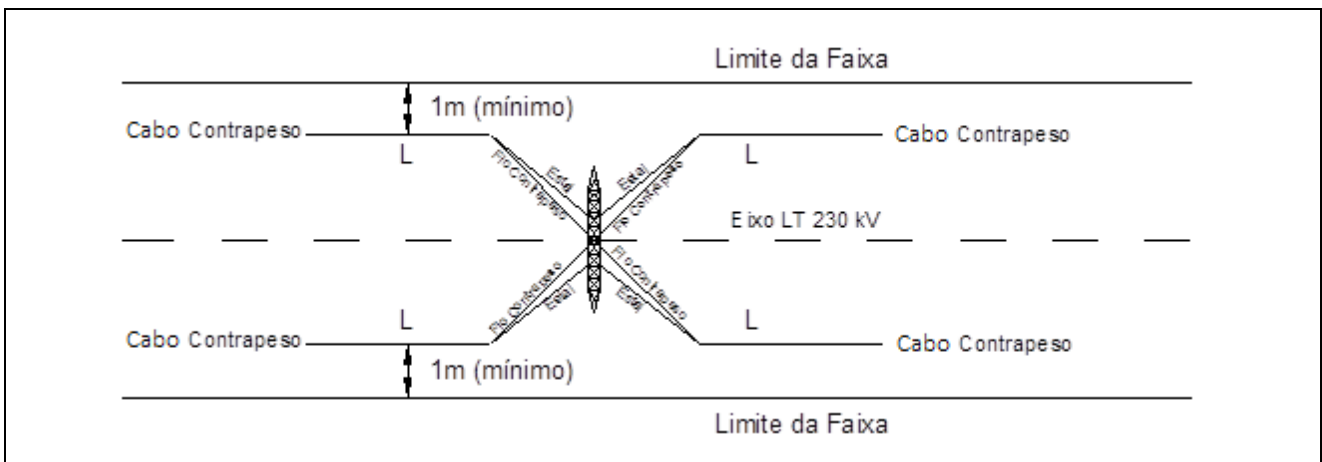 Limite da Faixa
1m (mínimo)
Cabo Contrapeso
Cabo Contrapeso
L
L
Fio Contrapeso
Estai
Estai
Fio Contrapeso
Eixo LT 230 kV
Fio Contrapeso
Estai
Fio Contrapeso
Estai
L
L
Cabo Contrapeso
Cabo Contrapeso
1m (mínimo)
Limite da Faixa